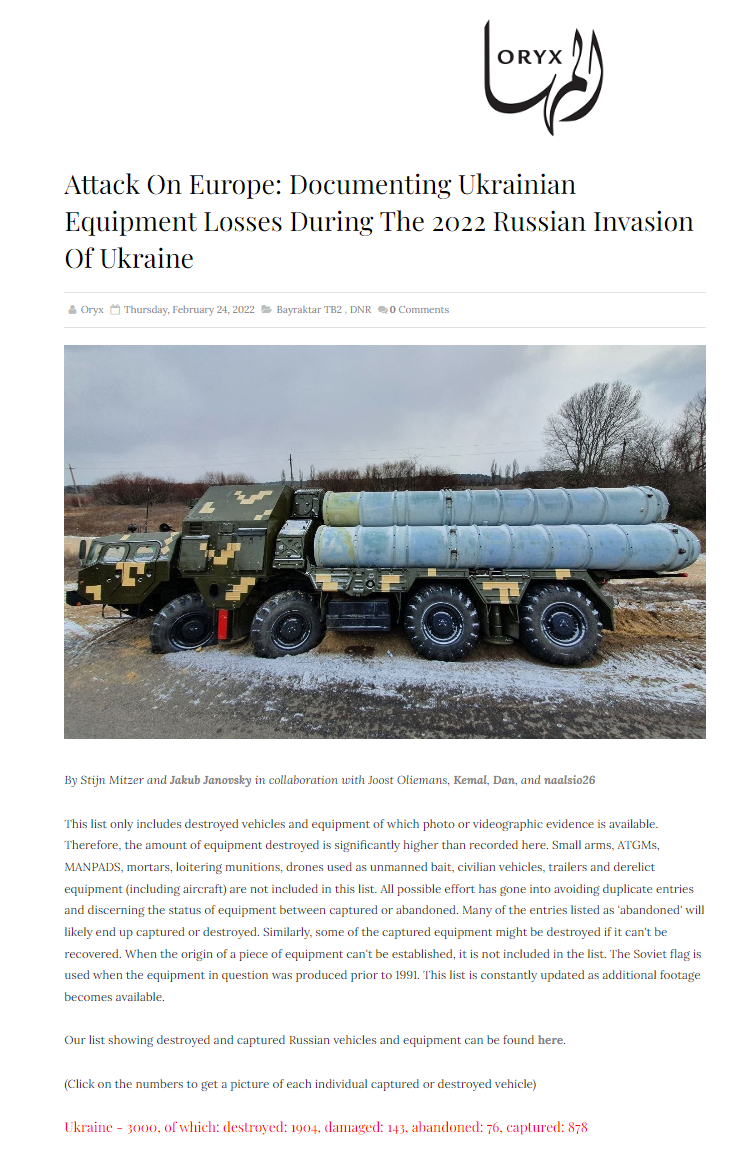 ORYX
المها
Attack On Europe: Documenting Ukrainian
Equipment Losses During The 2022 Russian Invasion
Of Ukraine
Oryx Thursday, February 24, 2022 Bayraktar TB2 , DNR 0 Comments
By Stijn Mitzer and Jakub Janovsky in collaboration with Joost Oliemans, Kemal, Dan, and naalsio26
This list only includes destroyed vehicles and equipment of which photo or videographic evidence is available.
Therefore, the amount of equipment destroyed is significantly higher than recorded here. Small arms, ATGMs,
MANPADS, mortars, loitering munitions, drones used as unmanned bait, civilian vehicles, trailers and derelict
equipment (including aircraft) are not included in this list. All possible effort has gone into avoiding duplicate entries
and discerning the status of equipment between captured or abandoned. Many of the entries listed as 'abandoned' will
likely end up captured or destroyed. Similarly, some of the captured equipment might be destroyed if it can't be
recovered. When the origin of a piece of equipment can't be established, it is not included in the list. The Soviet flag is
used when the equipment in question was produced prior to 1991. This list is constantly updated as additional footage
becomes available.
Our list showing destroyed and captured Russian vehicles and equipment can be found here.
(Click on the numbers to get a picture of each individual captured or destroyed vehicle)
Ukraine - 3000, of which: destroyed: 1904, damaged: 143, abandoned: 76, captured: 878